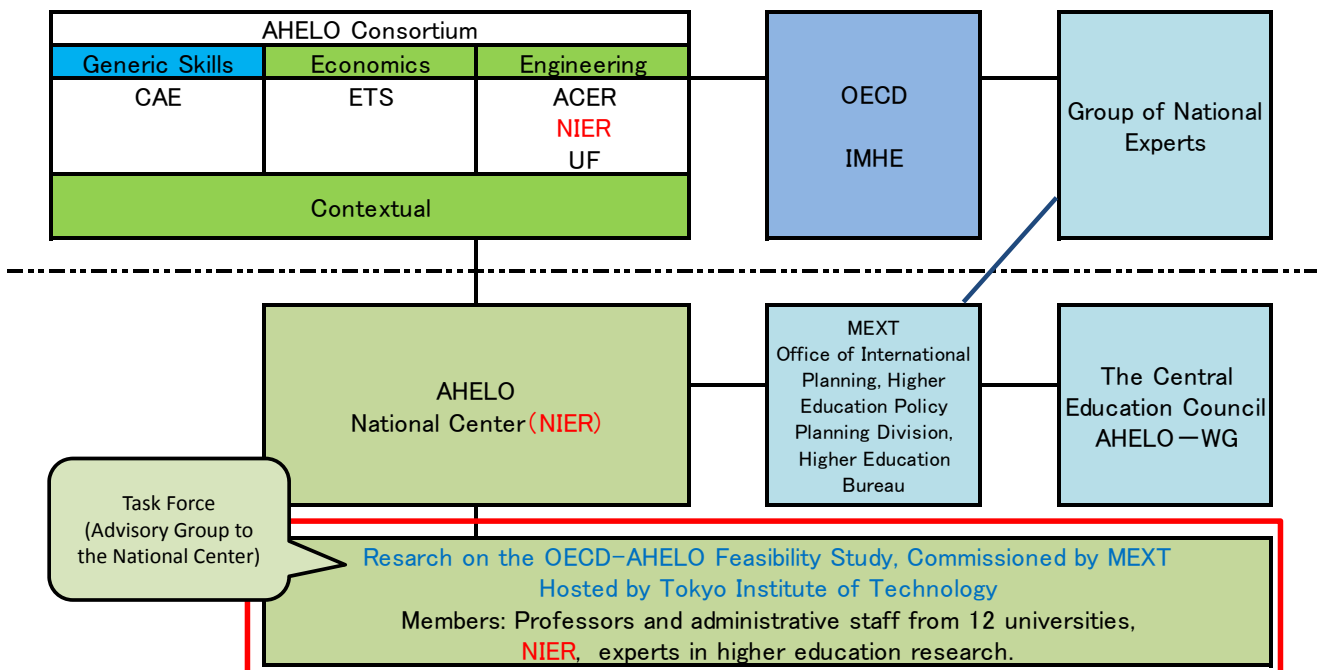 AHELO Consortium
Generic Skills
Economics
Engineering
CAE
ETS
ACER
NIER
UF
Contextual
OECD
IMHE
Group of National
Experts
AHELO
National Center(NIER)
MEXT
Office of International
Planning, Higher
Education Policy
Planning Division,
Higher Education
Bureau
The Central
Education Council
AHELO－WG
Task Force
(Advisory Group to
the National Center)
Resarch on the OECD-AHELO Feasibility Study, Commissioned by MEXT
Hosted by Tokyo Institute of Technology
Members: Professors and administrative staff from 12 universities,
NIER, experts in higher education research.